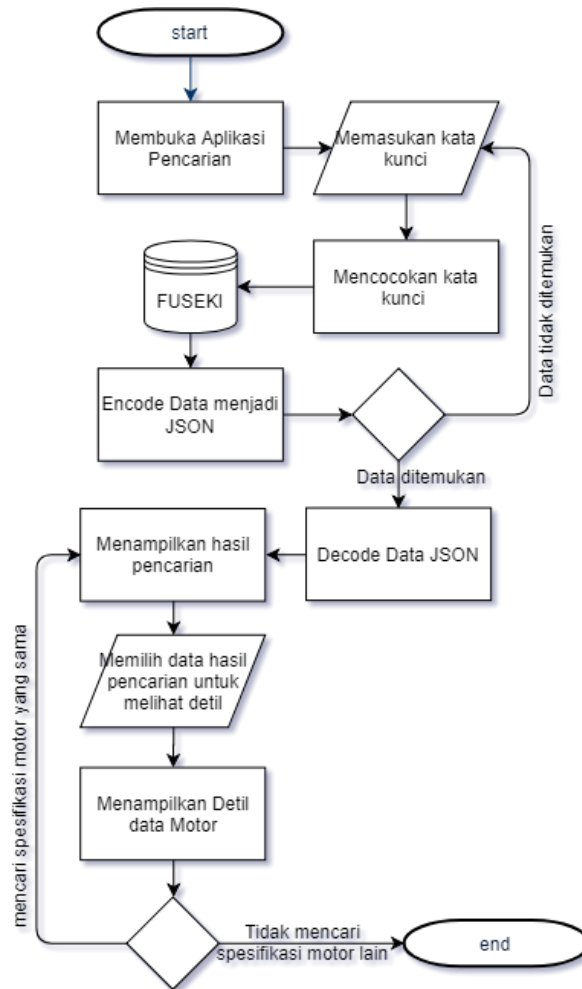 start
Membuka Aplikasi
Pencarian
Memasukan kata
kunci
Mencocokan kata
kunci
FUSEKI
Encode Data menjadi
JSON
Data tidak ditemukan
Data ditemukan
Decode Data JSON
Menampilkan hasil
pencarian
Memilih data hasil
pencarian untuk
melihat detil
Menampilkan Detil
data Motor
mencari spesifikasi motor yang sama
Tidak mencari
spesifikasi motor lain
end